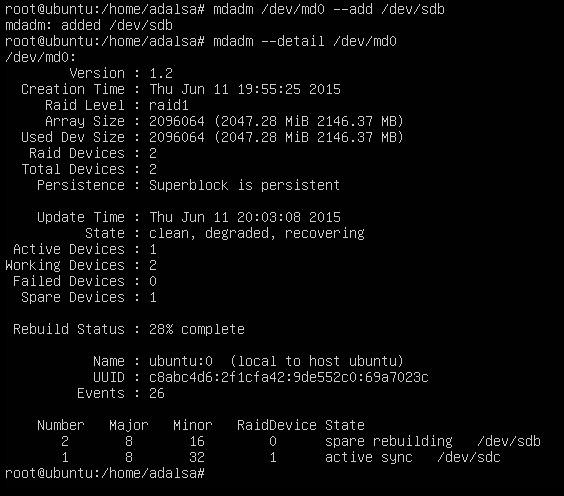 root@ubuntu:/home/adalsa# mdadm /dev/md0 --add /dev/sdb
mdadm: added /dev/sdb
root@ubuntu:/home/adalsa# mdadm --detail /dev/md0
/dev/md0:
Version : 1.2
Creation Time : Thu Jun 11 19:55:25 2015
Raid Level : raid1
Array Size : 2096064 (2047.28 MiB 2146.37 MB)
Used Dev Size : 2096064 (2047.28 MiB 2146.37 MB)
Raid Devices : 2
Total Devices : 2
Persistence : Superblock is persistent
Update Time : Thu Jun 11 20:03:08 2015
State : clean, degraded, recovering
Active Devices : 1
Working Devices : 2
Failed Devices : 0
Spare Devices : 1
Rebuild Status : 28% complete
Name : ubuntu:0 (local to host ubuntu)
UUID : c8abc4d6:2f1cfa42:9de552c0:69a7023c
Events : 26
Number Major Minor RaidDevice State
2 8 16 0 spare rebuilding /dev/sdb
1 8 32 1 active sync /dev/sdc
root@ubuntu:/home/adalsa#